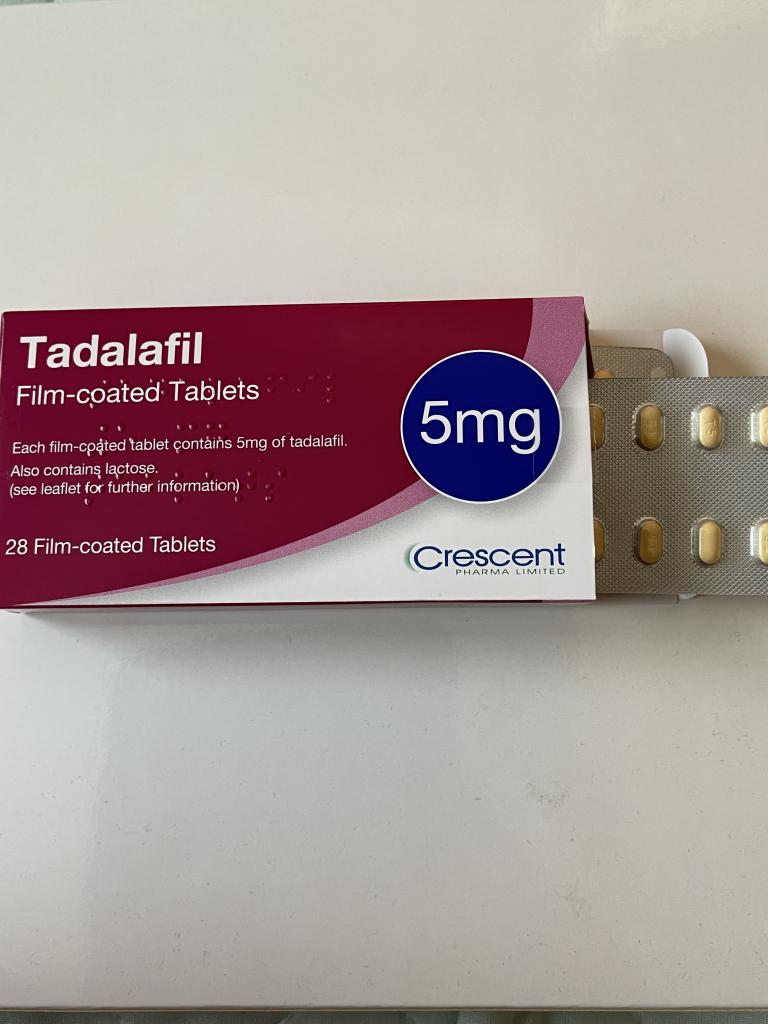 Tadalafil
Film-coated Tablets
Each film-coated tablet contains 5mg of tadalafil.
Also contains lactose.
(see leaflet for further information)
28 Film-coated Tablets
5mg
Crescent
PHARMA LIMITED